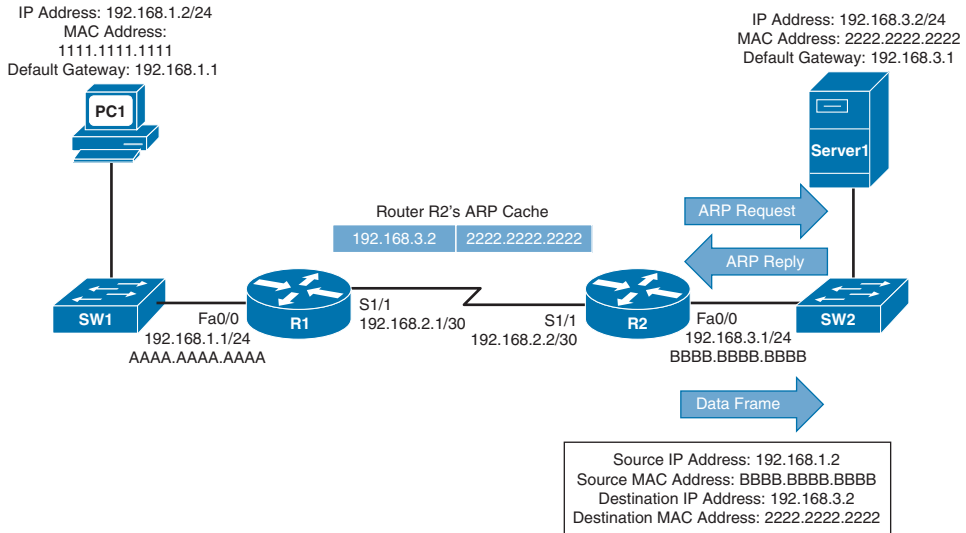 IP Address: 192.168.1.2/24
MAC Address:
1111.1111.1111
Default Gateway: 192.168.1.1
PC1
IP Address: 192.168.3.2/24
MAC Address: 2222.2222.2222
Default Gateway: 192.168.3.1
Server1
Router R2's ARP Cache
192.168.3.2
2222.2222.2222
ARP Request
ARP Reply
SW1
Fa0/0
192.168.1.1/24
AAAA.AAAA.AAAA
R1
S1/1
192.168.2.1/30
S1/1
192.168.2.2/30
R2
Fa0/0
192.168.3.1/24
BBBB.BBBB.BBBB
SW2
Data Frame
Source IP Address: 192.168.1.2
Source MAC Address: BBBB.BBBB.BBBB
Destination IP Address: 192.168.3.2
Destination MAC Address: 2222.2222.2222